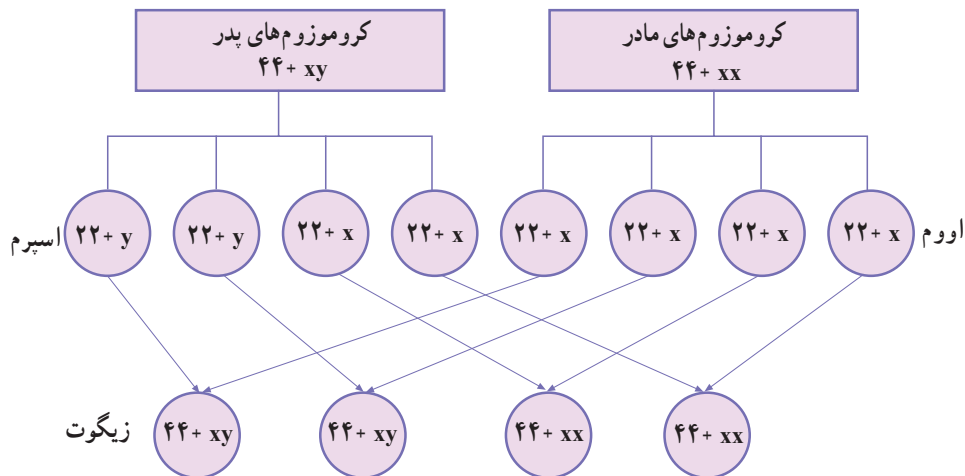 کروموزوم‌های مادر
۴۴+ xx
کروموزوم‌های پدر
۴۴+ xy
اووم
۲۲+ x
۲۲+ x
۲۲+ x
۲۲+ x
۲۲+ x
۲۲+ x
۲۲+ y
۲۲+ y
اسپرم
۴۴+ xx
۴۴+ xx
۴۴+ xy
۴۴+ xy
زیگوت